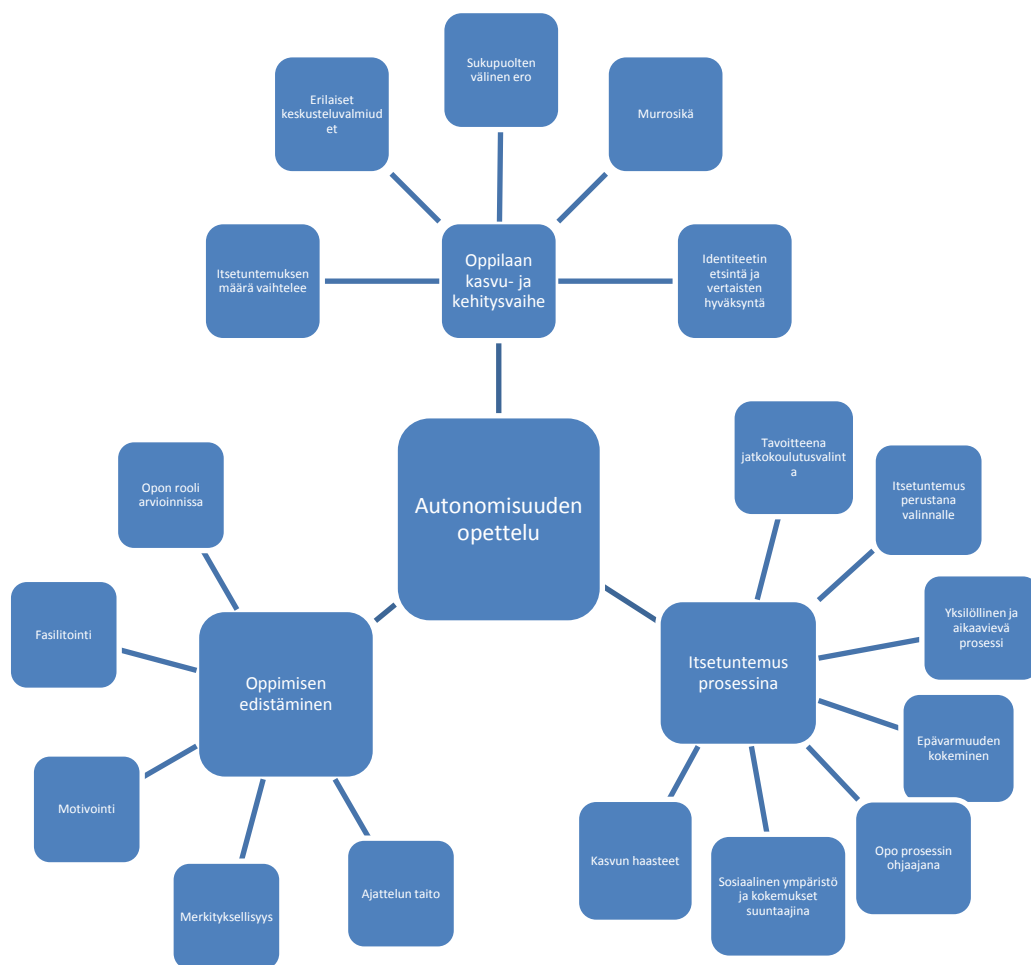 Sukupuolten
välinen ero
Erilaiset
keskusteluvalmiud
et
Murrosikä
Itsetuntemuksen
määrä vaihtelee
Oppilaan
kasvu- ja
kehitysvaihe
Identiteetin
etsintä ja
vertaisten
hyväksyntä
Autonomisuuden
opettelu
Tavoitteena
jatkokoulutusvalint
a
Itsetuntemus
perustana
valinnalle
Opon rooli
arvioinnissa
Fasilitointi
Oppimisen
edistäminen
Motivointi
Merkityksellisyys
Ajattelun taito
Itsetuntemus
prosessina
Yksilöllinen ja
aikaavievä
prosessi
Epävarmuuden
kokeminen
Opo prosessin
ohjaajana
Sosiaalinen ympäristö
ja kokemukset
suuntaajina
Kasvun haasteet